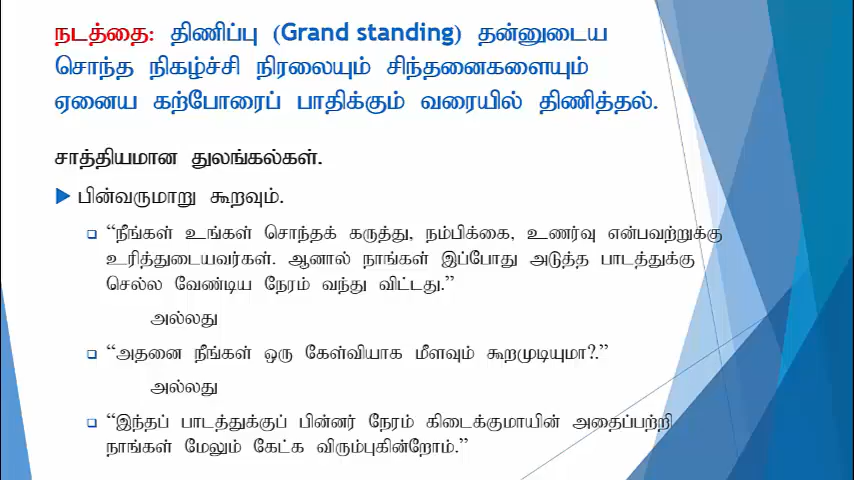 நடத்தை: திணிப்பு (Grand standing) தன்னுடைய
சொந்த நிகழ்ச்சி நிரலையும் சிந்தனைகளையும்
ஏனைய கற்போரைப் பாதிக்கும் வரையில் திணித்தல்.
சாத்தியமான துலங்கல்கள்.
பின்வருமாறு கூறவும்.
“நீங்கள் உங்கள் சொந்தக் கருத்து, நம்பிக்கை, உணர்வு என்பவற்றுக்கு
உரித்துடையவர்கள். ஆனால் நாங்கள் இப்போது அடுத்த பாடத்துக்கு
செல்ல வேண்டிய நேரம் வந்து விட்டது.”
அல்லது
“அதனை நீங்கள் ஒரு கேள்வியாக மீளவும் கூறமுடியுமா?.”
அல்லது
“இந்தப் பாடத்துக்குப் பின்னர் நேரம் கிடைக்குமாயின் அதைப்பற்றி
நாங்கள் மேலும் கேட்க விரும்புகின்றோம்.”